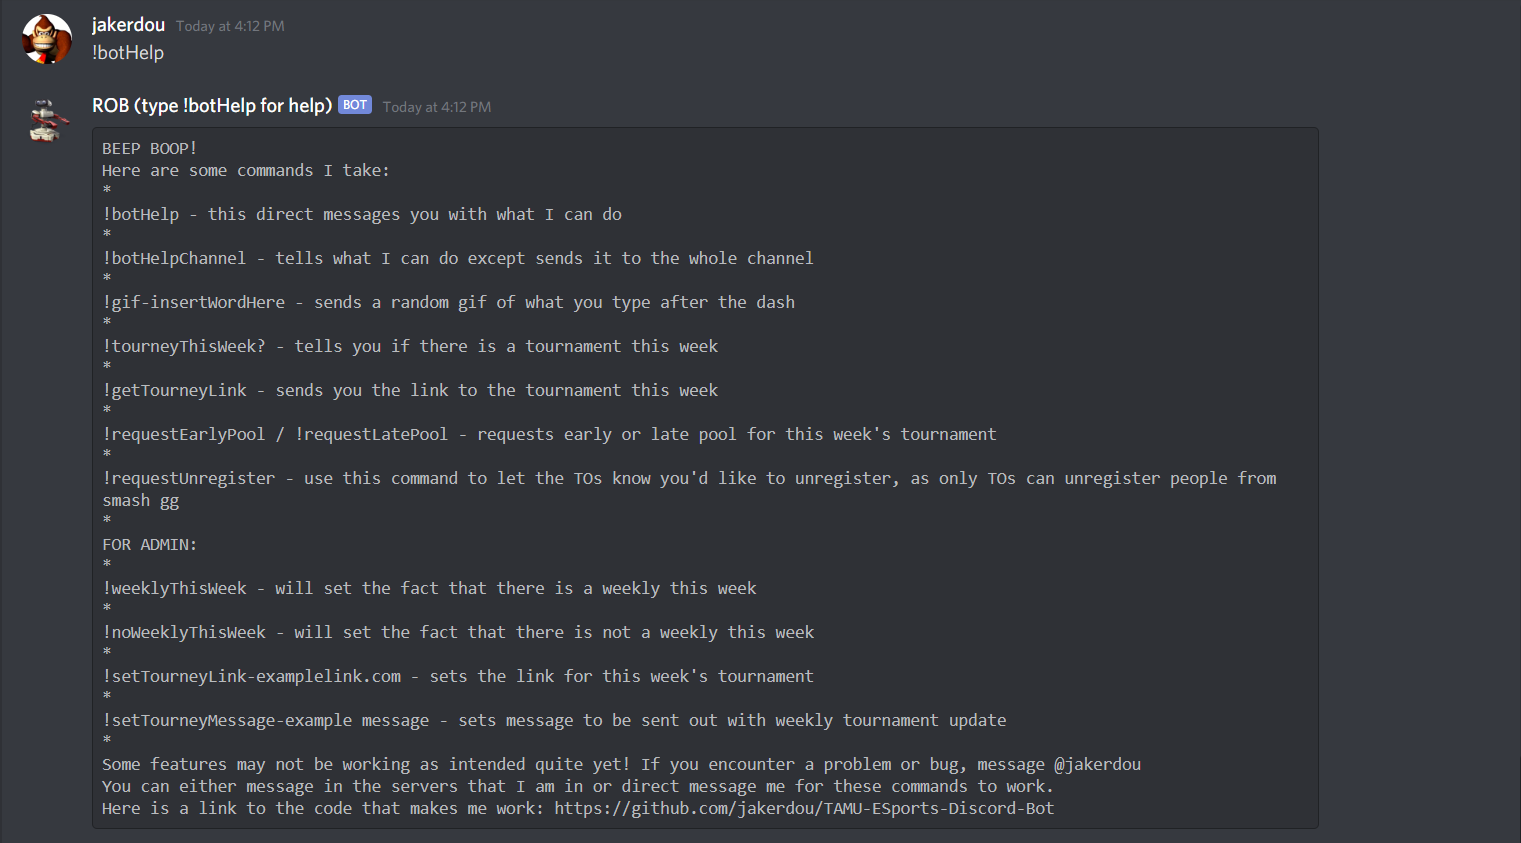 jakerdou Today at 4:12 PM
!botHelp
ROB (type !botHelp for help) BOT Today at 4:12 PM
BEEP BOOP!
Here are some commands I take:
*
!botHelp - this direct messages you with what I can do
*
!botHelpChannel - tells what I can do except sends it to the whole channel
*
!gif-insertWordHere - sends a random gif of what you type after the dash
*
!tourneyThisWeek? - tells you if there is a tournament this week
*
!getTourneyLink - sends you the link to the tournament this week
*
!requestEarlyPool / !requestLatePool - requests early or late pool for this week's tournament
*
!requestUnregister - use this command to let the TOs know you'd like to unregister, as only TOs can unregister people from
smash gg
*
FOR ADMIN:
*
!weeklyThisWeek - will set the fact that there is a weekly this week
*
!noWeeklyThisWeek - will set the fact that there is not a weekly this week
*
!setTourneyLink-examplelink.com - sets the link for this week's tournament
*
!setTourneyMessage-example message - sets message to be sent out with weekly tournament update
*
Some features may not be working as intended quite yet! If you encounter a problem or bug, message @jakerdou
You can either message in the servers that I am in or direct message me for these commands to work.
Here is a link to the code that makes me work: https://github.com/jakerdou/TAMU-ESports-Discord-Bot